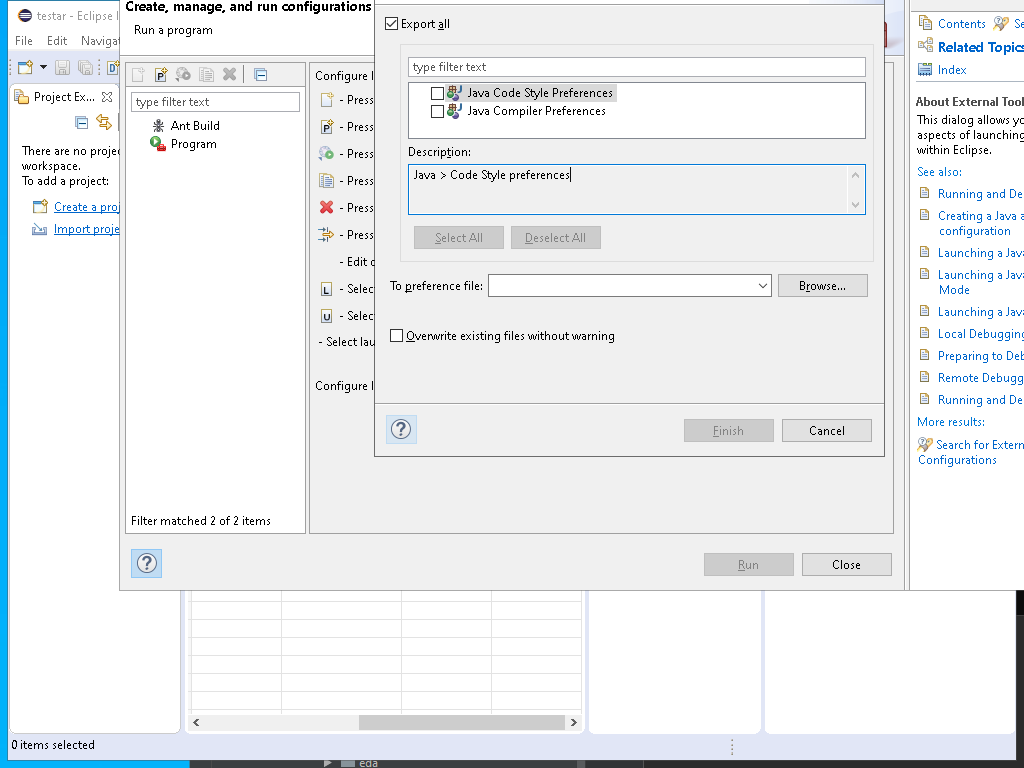 testar - Eclipse I
File Edit Navigat
Project Ex...
There are no projec
workspace.
To add a project:
Create a proj
Import proje
0 items selected
Create, manage, and run configurations
Run a program
type filter text
Ant Build
Program
Filter matched 2 of 2 items
Configure l
- Press
- Press
- Press
- Press
- Press
- Press
- Edit c
- Selec
- Selec
- Select lau
Configure l
Run
Close
Export all
type filter text
Java Code Style Preferences
Java Compiler Preferences
Description:
Java > Code Style preferences
Select All
Deselect All
To preference file:
Browse...
Overwrite existing files without warning
Finish
Cancel
Contents
Se
Related Topics
Index
About External Tool
This dialog allows yo
aspects of launching
within Eclipse.
See also:
Running and De
Creating a Java a
configuration
Launching a Java
Launching a Java
Mode
Launching a Java
Local Debugging
Preparing to Deb
Remote Debugg
Running and De
More results:
Search for Extern
Configurations
eda